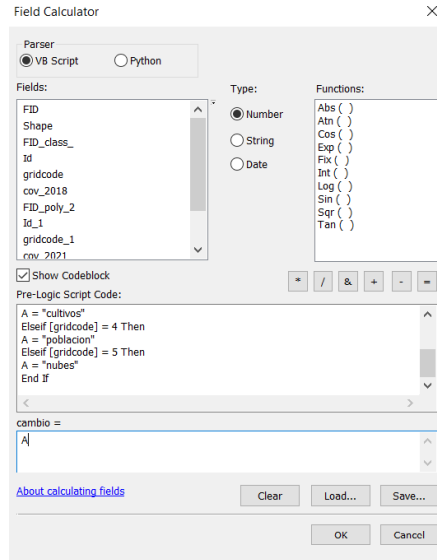 Field Calculator
Parser
VB Script Python
Fields: Type: Functions:
FID
Shape
FID_class_
Id
gridcode
cov_2018
FID_poly_2
Id_1
gridcode_1
cov_2021
Number
String
Date
Abs ( )
Atn ( )
Cos ( )
Exp ( )
Fix ( )
Int ( )
Log ( )
Sin ( )
Sqr ( )
Tan ( )
Show Codeblock
* / & + - =
Pre-Logic Script Code:
A = "cultivos"
Elseif [gridcode] = 4 Then
A = "poblacion"
Elseif [gridcode] = 5 Then
A = "nubes"
End If
cambio =
A
About calculating fields Clear Load... Save...
OK Cancel